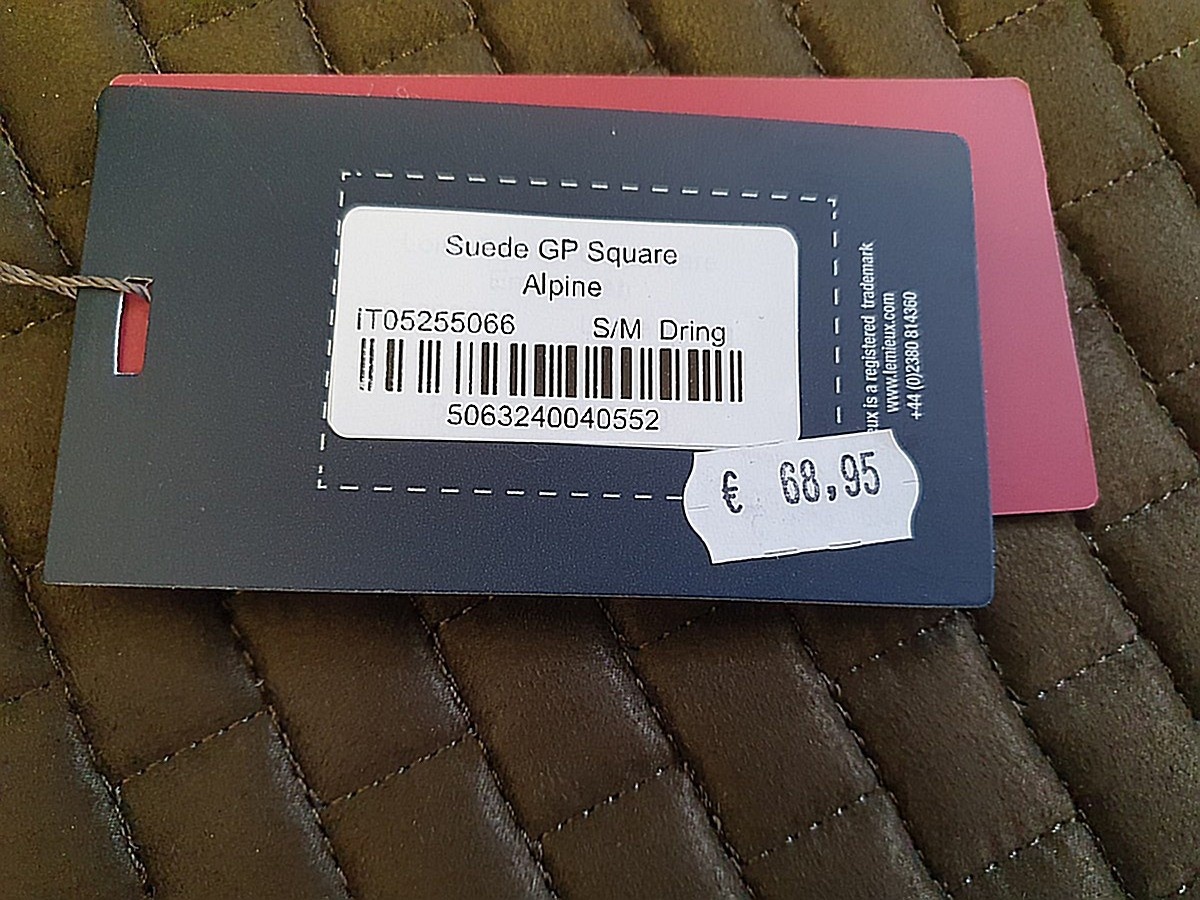 Suede GP Square
Alpine
IT05255066 S/M Dring
5063240040552
€ 68,95
is a registered trademark
www.lemieux.com
+44 (0)2380 814360